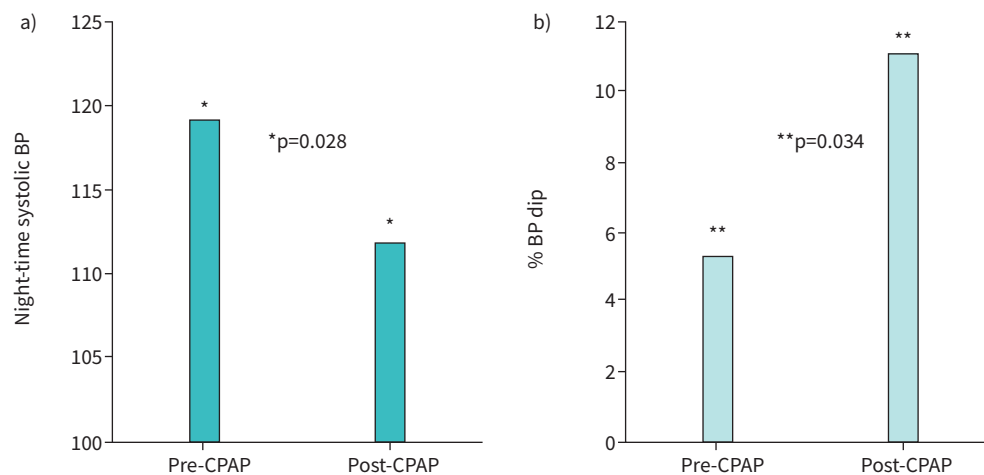 a)
Night-time systolic BP
125
120
115
110
105
100
*
*
*p=0.028
Pre-CPAP
Post-CPAP
b)
% BP dip
12
10
8
6
4
2
0
**
**
**p=0.034
Pre-CPAP
Post-CPAP